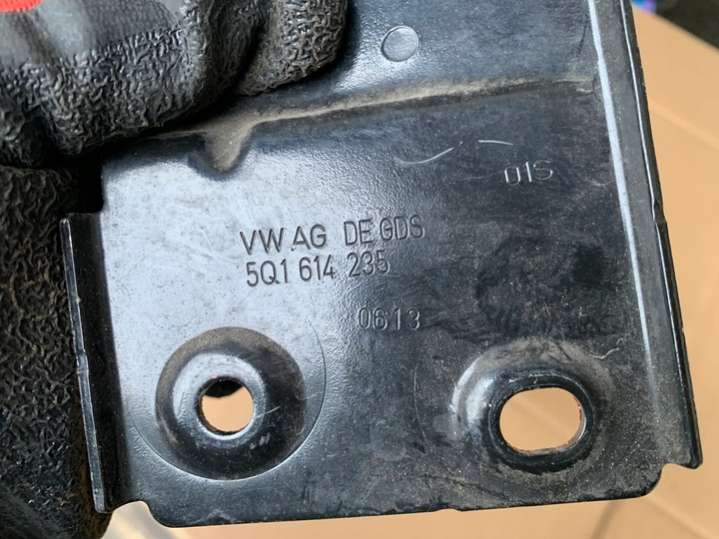 01S
VW AG DE GDS
5Q1 614 235
0613